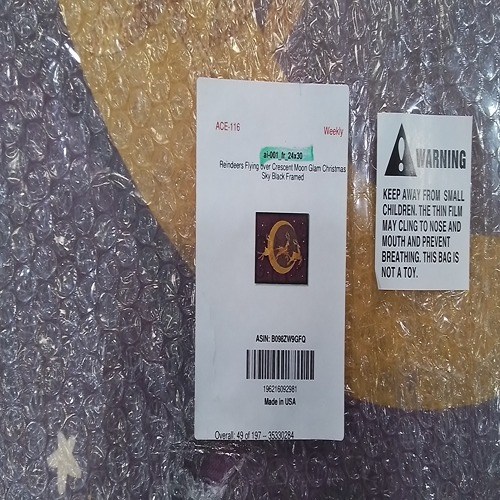 ACE-116
Weekly
ai-001_fr_24x30
Reindeers Flying over Crescent Moon Glam Christmas
Sky Black Framed
ASIN: B098ZW9GFQ
196216092981
Made in USA
Overall: 49 of 197 -- 35330284
WARNING
KEEP AWAY FROM SMALL
CHILDREN. THE THIN FILM
MAY CLING TO NOSE AND
MOUTH AND PREVENT
BREATHING. THIS BAG IS
NOT A TOY.